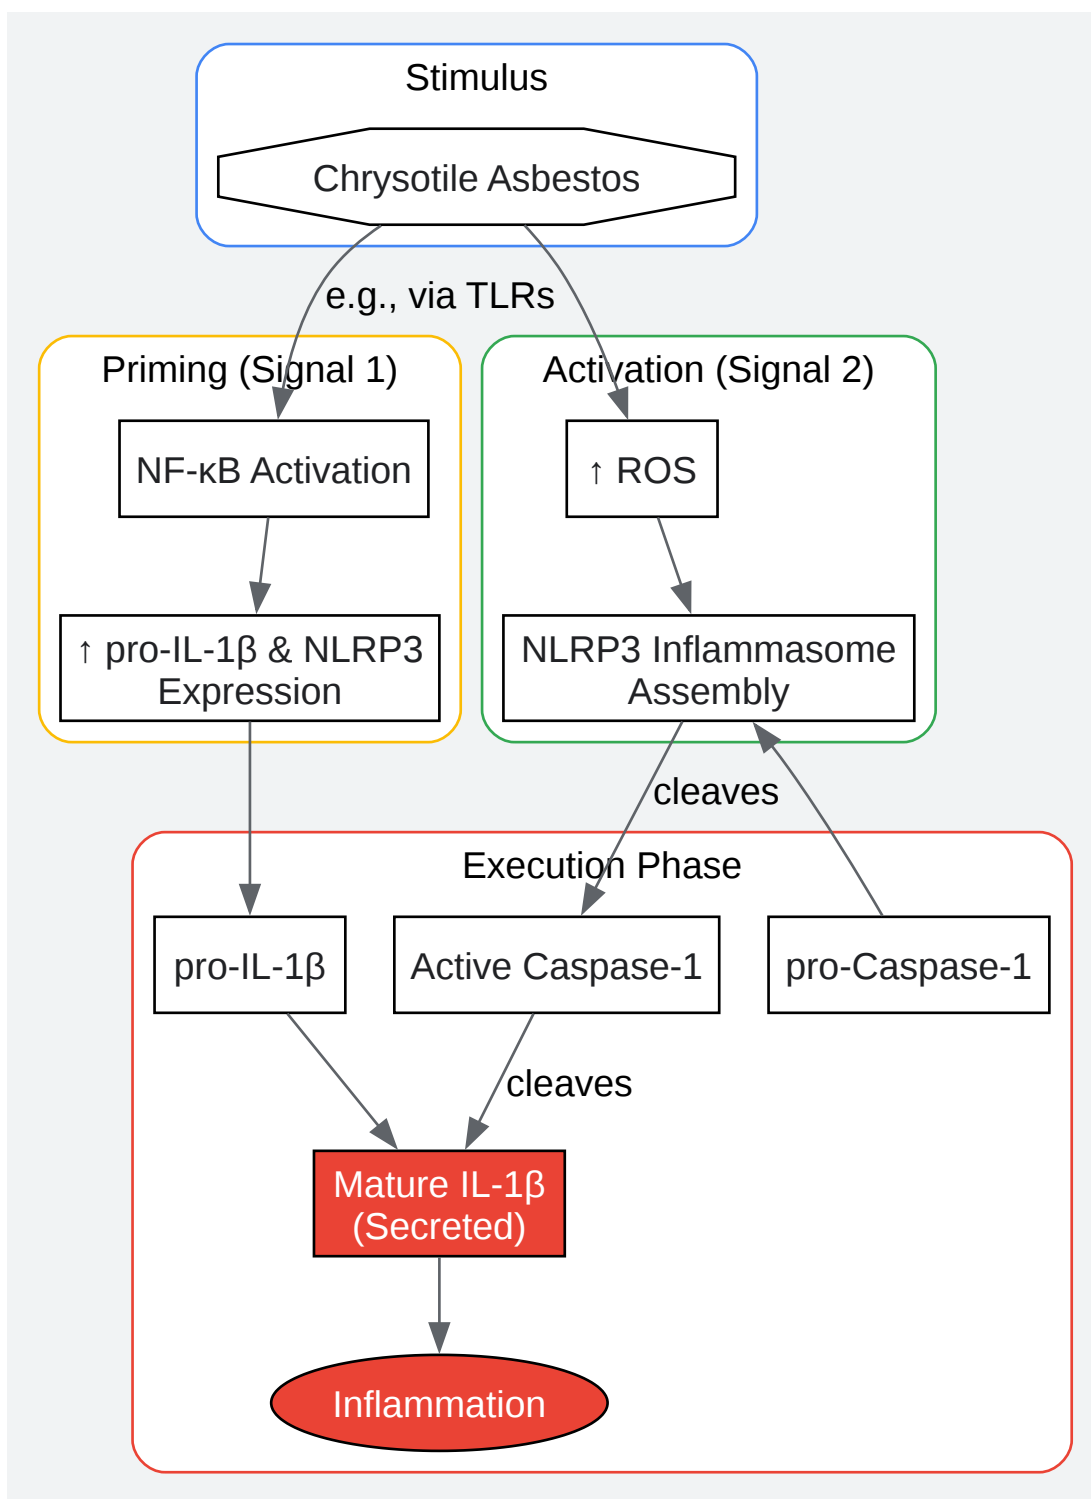 Stimulus
Chrysotile Asbestos
e.g., via TLRs
Priming (Signal 1)
Activation (Signal 2)
NF-κB Activation
↑ ROS
↑ pro-IL-1β & NLRP3
Expression
NLRP3 Inflammasome
Assembly
cleaves
Execution Phase
pro-IL-1β
Active Caspase-1
pro-Caspase-1
cleaves
Mature IL-1β
(Secreted)
Inflammation